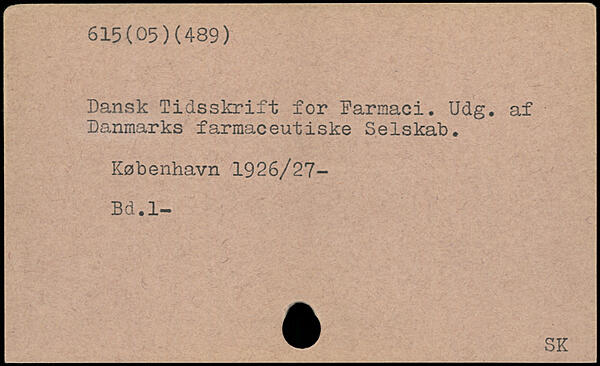 615(05)(489)
Dansk Tidsskrift for Farmaci. Udg. af
Danmarks farmaceutiske Selskab.
København 1926/27-
Bd.1-
SK